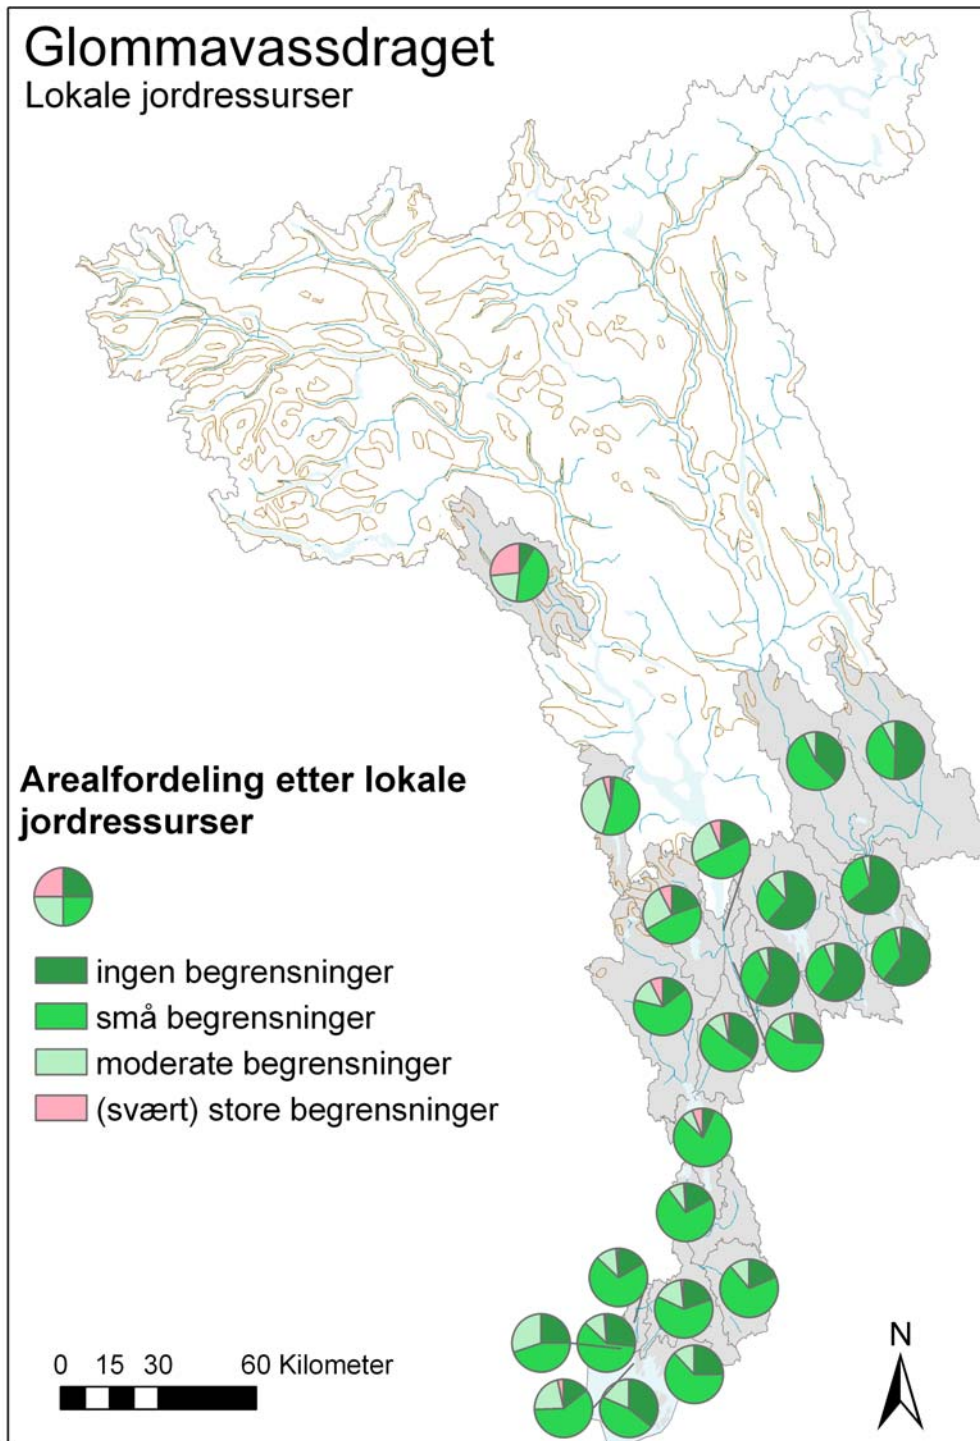 Glommavassdraget
Lokale jordressurser
Arealfordeling etter lokale
jordressurser
ingen begrensninger
små begrensninger
moderate begrensninger
(svært) store begrensninger
0 15 30 60 Kilometer
N